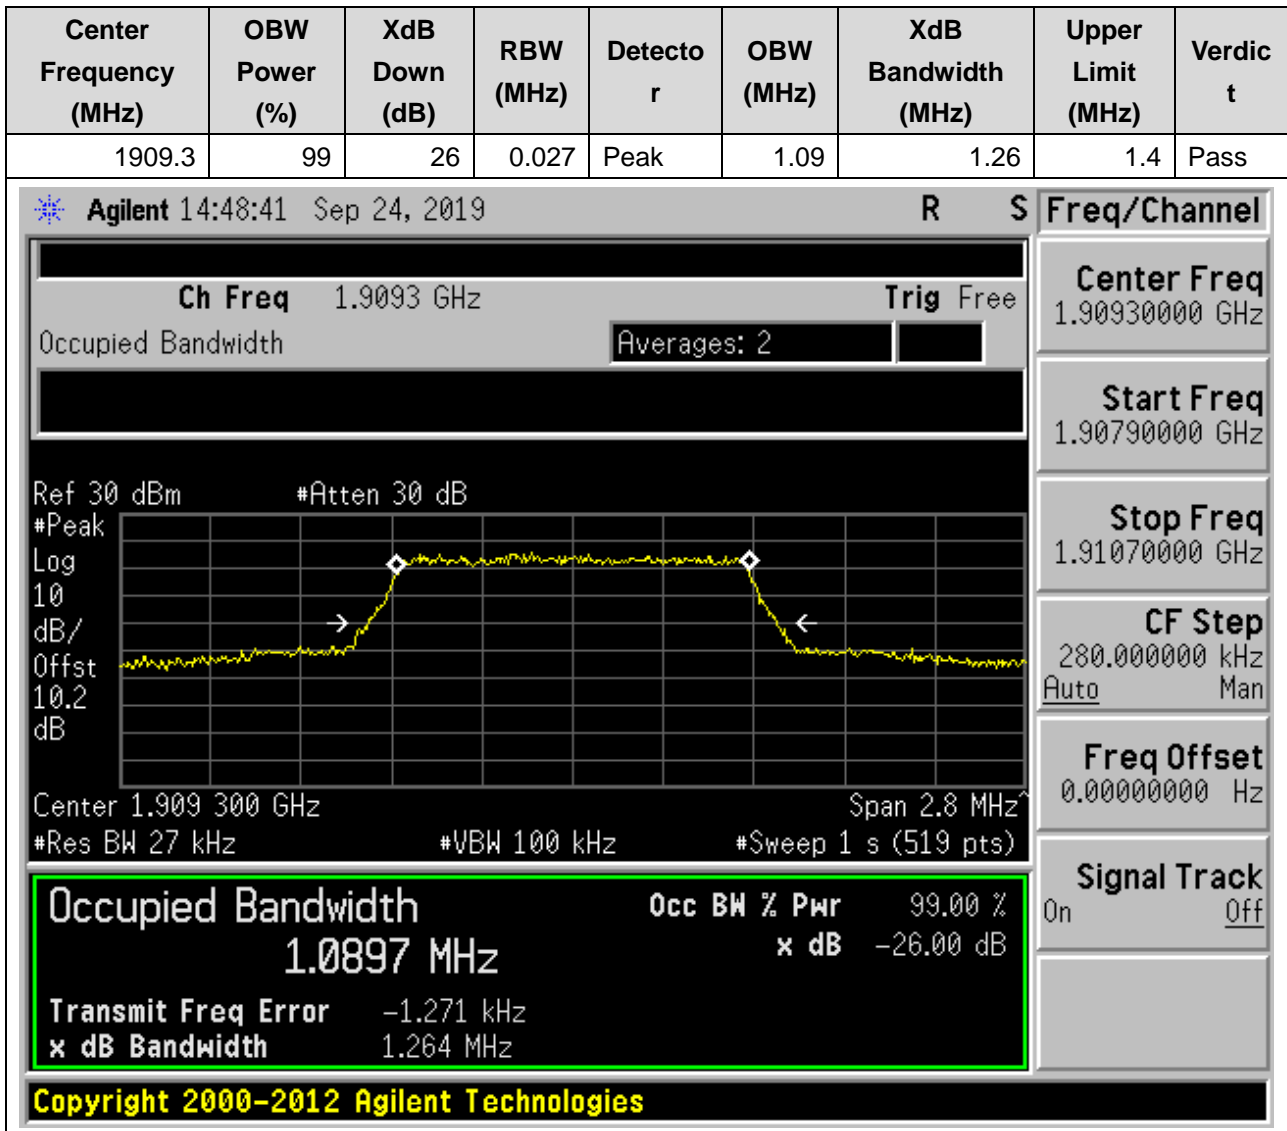 Center Frequency (MHz) OBW Power (%) XdB Down (dB) RBW (MHz) Detecto r OBW (MHz) XdB Bandwidth (MHz) Upper Limit (MHz) Verdic t
1909.3 99 26 0.027 Peak 1.09 1.26 1.4 Pass
Agilent 14:48:41 Sep 24, 2019 R S Freq/Channel
Ch Freq 1.9093 GHz Trig Free
Occupied Bandwidth Averages: 2
Ref 30 dBm #Atten 30 dB
#Peak
Log
10
dB/
Offst
10.2
dB
Center 1.909 300 GHz Span 2.8 MHz^
#Res BW 27 kHz #VBW 100 kHz #Sweep 1 s (519 pts)
Occupied Bandwidth Occ BW % Pwr 99.00 %
1.0897 MHz x dB -26.00 dB
Transmit Freq Error -1.271 kHz
x dB Bandwidth 1.264 MHz
Center Freq
1.90930000 GHz
Start Freq
1.90790000 GHz
Stop Freq
1.91070000 GHz
CF Step
280.000000 kHz
Auto Man
Freq Offset
0.00000000 Hz
Signal Track
On Off
Copyright 2000-2012 Agilent Technologies